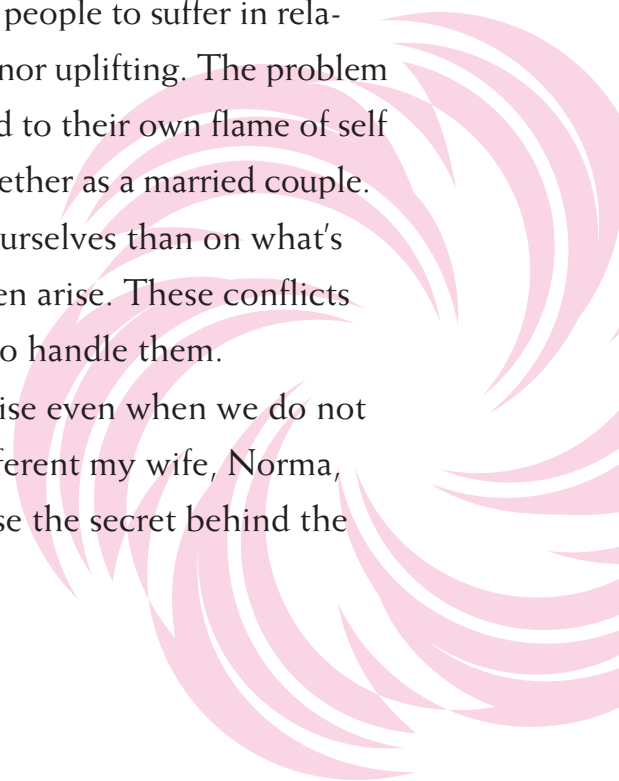 people to suffer in rela-
nor uplifting. The problem
d to their own flame of self
ether as a married couple.
urselves than on what's
en arise. These conflicts
o handle them.
ise even when we do not
ferent my wife, Norma,
se the secret behind the